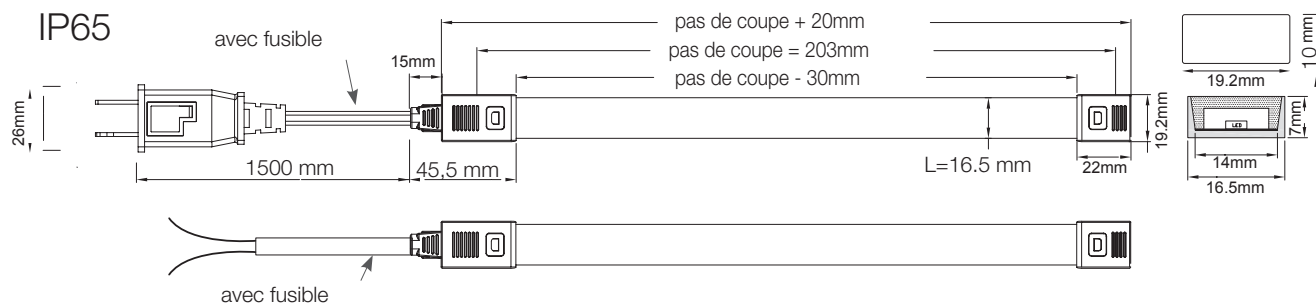 IP65
avec fusible
pas de coupe + 20mm
pas de coupe = 203mm
pas de coupe - 30mm
15mm
26mm
1500 mm
45,5 mm
L=16.5 mm
22mm
19.2mm
19.2mm
10 mm
LED
7mm
14mm
16.5mm
avec fusible